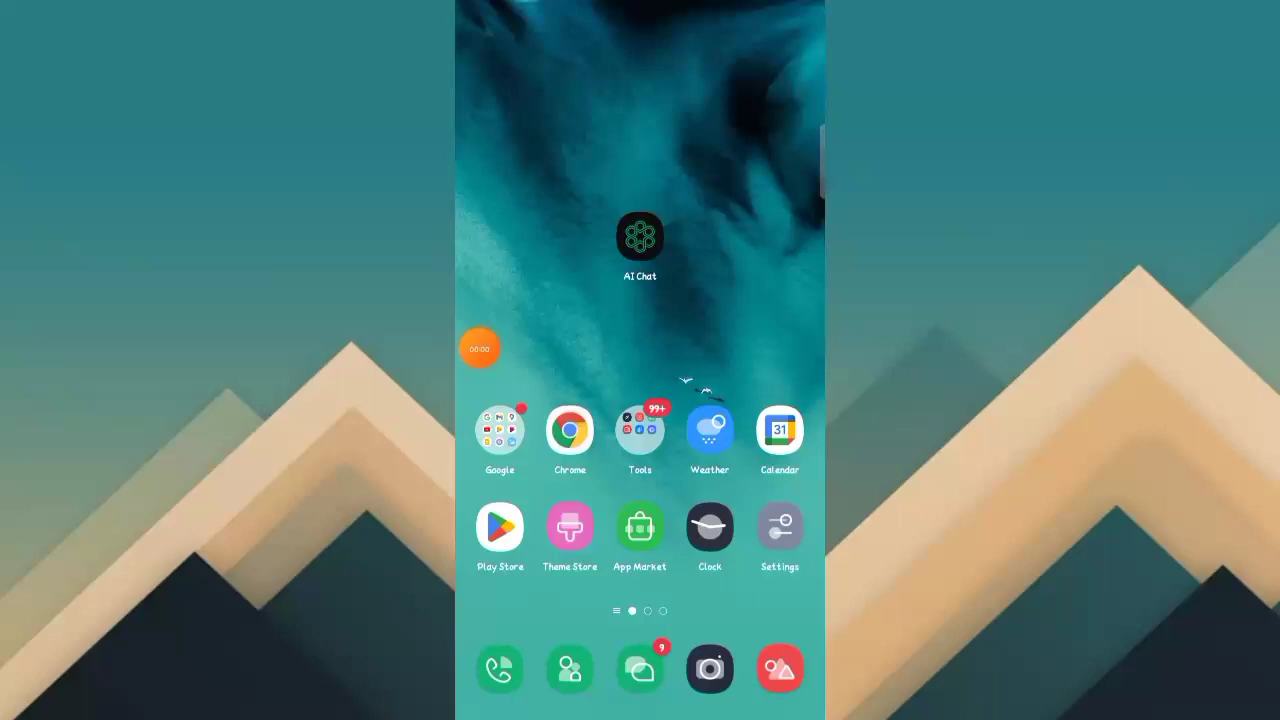 AI Chat
00:00
99+
31
Google Chrome Tools Weather Calendar
Play Store Theme Store App Market Clock Settings
9